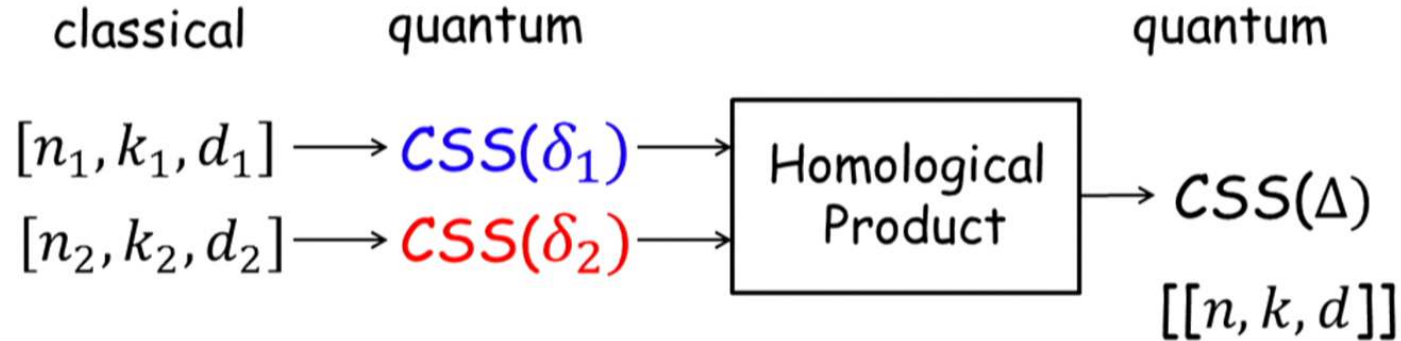 classical quantum quantum
[n₁, k₁, d₁] CSS(δ₁)
[n₂, k₂, d₂] CSS(δ₂)
Homological
Product
CSS(Δ)
[[n, k, d]]